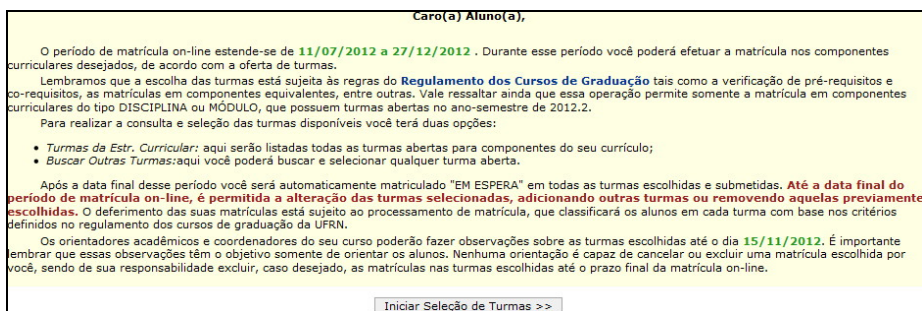 Caro(a) Aluno(a),
O período de matrícula on-line estende-se de 11/07/2012 a 27/12/2012 . Durante esse período você poderá efetuar a matrícula nos componentes
curriculares desejados, de acordo com a oferta de turmas.
Lembramos que a escolha das turmas está sujeita às regras do Regulamento dos Cursos de Graduação tais como a verificação de pré-requisitos e
co-requisitos, as matrículas em componentes equivalentes, entre outras. Vale ressaltar ainda que essa operação permite somente a matrícula em componentes
curriculares do tipo DISCIPLINA ou MÓDULO, que possuem turmas abertas no ano-semestre de 2012.2.
Para realizar a consulta e seleção das turmas disponíveis você terá duas opções:
• Turmas da Estr. Curricular: aqui serão listadas todas as turmas abertas para componentes do seu currículo;
• Buscar Outras Turmas:aqui você poderá buscar e selecionar qualquer turma aberta.
Após a data final desse período você será automaticamente matriculado "EM ESPERA" em todas as turmas escolhidas e submetidas. Até a data final do
período de matrícula on-line, é permitida a alteração das turmas selecionadas, adicionando outras turmas ou removendo aquelas previamente
escolhidas. O deferimento das suas matrículas está sujeito ao processamento de matrícula, que classificará os alunos em cada turma com base nos critérios
definidos no regulamento dos cursos de graduação da UFRN.
Os orientadores acadêmicos e coordenadores do seu curso poderão fazer observações sobre as turmas escolhidas até o dia 15/11/2012. É importante
lembrar que essas observações têm o objetivo somente de orientar os alunos. Nenhuma orientação é capaz de cancelar ou excluir uma matrícula escolhida por
você, sendo de sua responsabilidade excluir, caso desejado, as matrículas nas turmas escolhidas até o prazo final da matrícula on-line.
Iniciar Seleção de Turmas >>